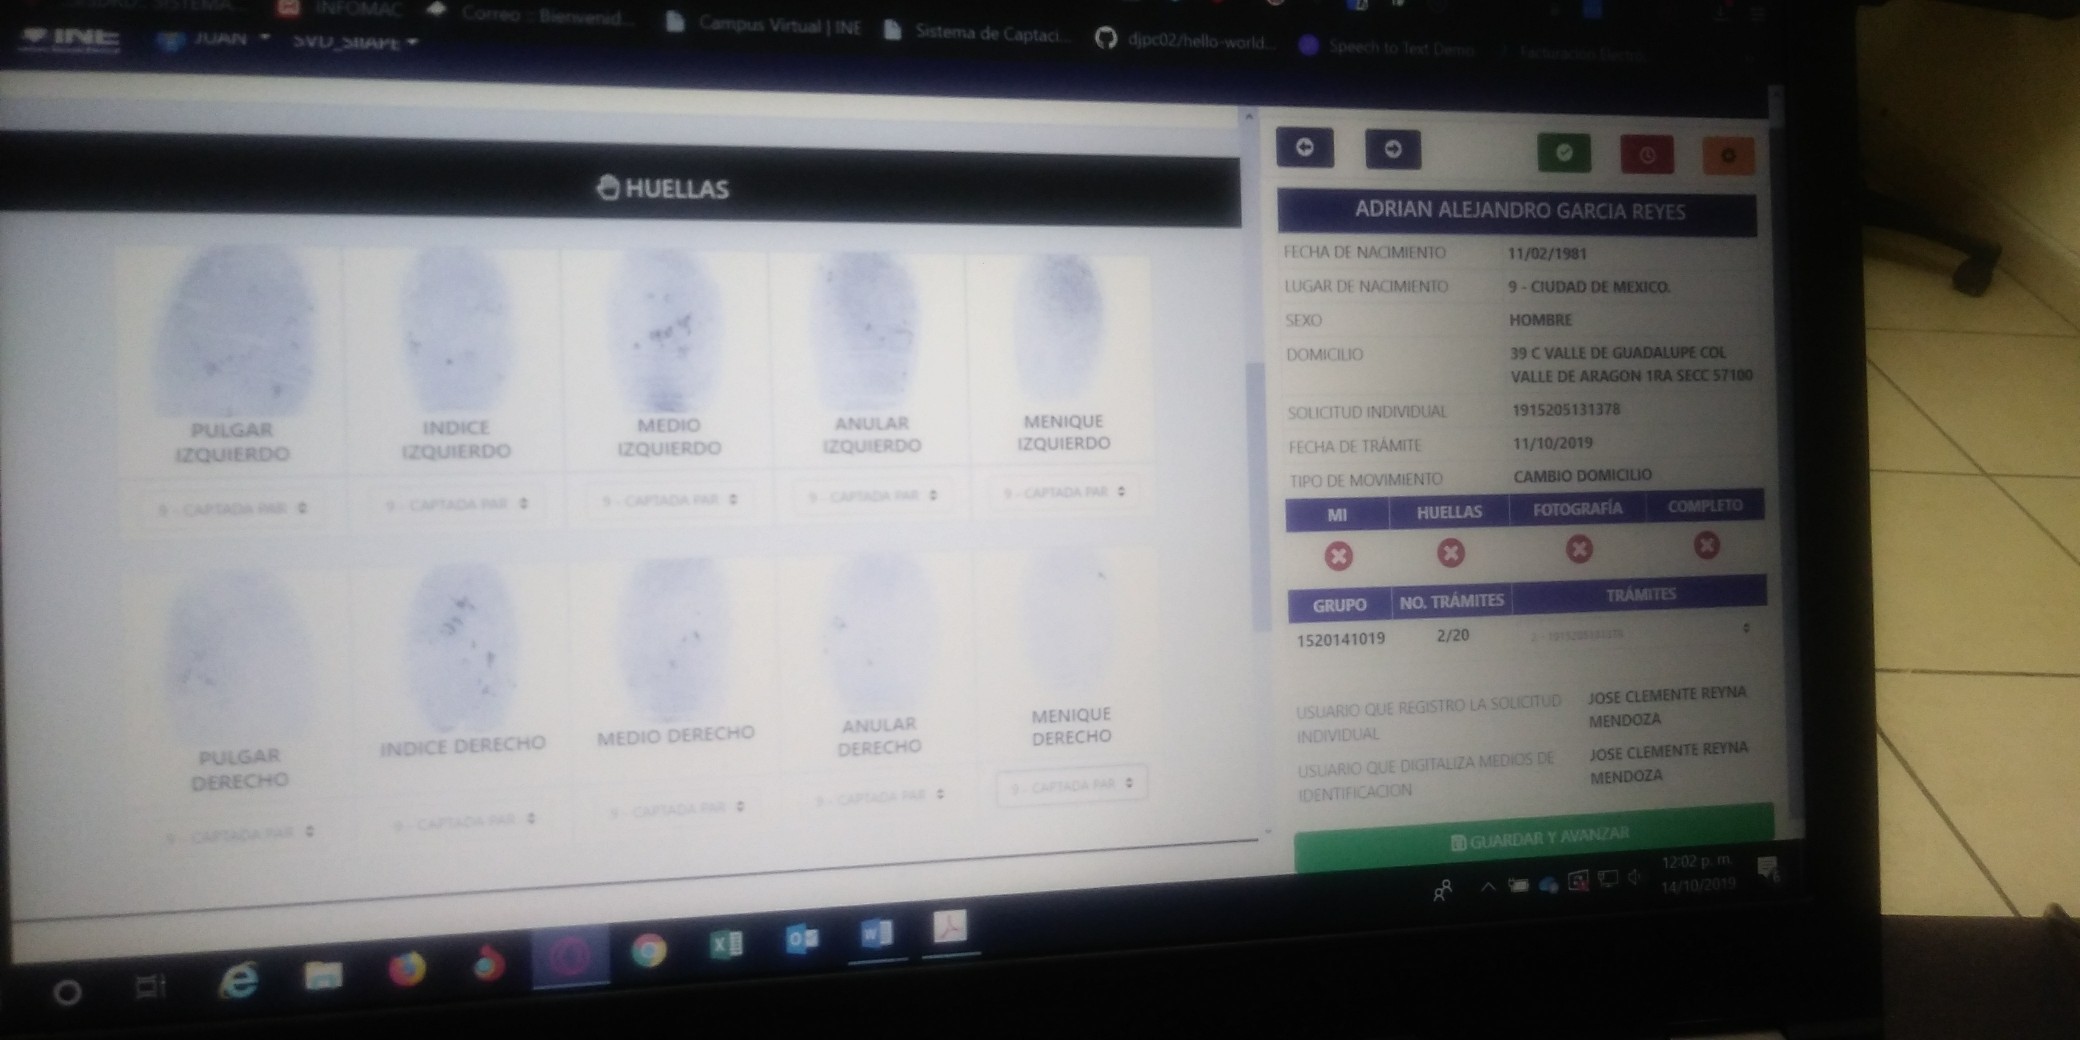 INFOMAC
Correo :: Bienvenid...
Campus Virtual | INE
Sistema de Captaci...
djpc02/hello-world...
Speech to Text Demo
INE
JUAN
SVD_SIIAPE
HUELLAS
PULGAR
IZQUIERDO
INDICE
IZQUIERDO
MEDIO
IZQUIERDO
ANULAR
IZQUIERDO
MENIQUE
IZQUIERDO
9 - CAPTADA PAR
9 - CAPTADA PAR
9 - CAPTADA PAR
9 - CAPTADA PAR
9 - CAPTADA PAR
PULGAR
DERECHO
INDICE DERECHO
MEDIO DERECHO
ANULAR
DERECHO
MENIQUE
DERECHO
9 - CAPTADA PAR
9 - CAPTADA PAR
9 - CAPTADA PAR
9 - CAPTADA PAR
9 - CAPTADA PAR
ADRIAN ALEJANDRO GARCIA REYES
FECHA DE NACIMIENTO 11/02/1981
LUGAR DE NACIMIENTO 9 - CIUDAD DE MEXICO.
SEXO HOMBRE
DOMICILIO 39 C VALLE DE GUADALUPE COL
VALLE DE ARAGON 1RA SECC 57100
SOLICITUD INDIVIDUAL 1915205131378
FECHA DE TRÁMITE 11/10/2019
TIPO DE MOVIMIENTO CAMBIO DOMICILIO
MI HUELLAS FOTOGRAFÍA COMPLETO
GRUPO NO. TRÁMITES TRÁMITES
1520141019 2/20 2 - 1915205131378
USUARIO QUE REGISTRO LA SOLICITUD
INDIVIDUAL
JOSE CLEMENTE REYNA
MENDOZA
USUARIO QUE DIGITALIZA MEDIOS DE
IDENTIFICACION
JOSE CLEMENTE REYNA
MENDOZA
GUARDAR Y AVANZAR
12:02 p. m.
14/10/2019